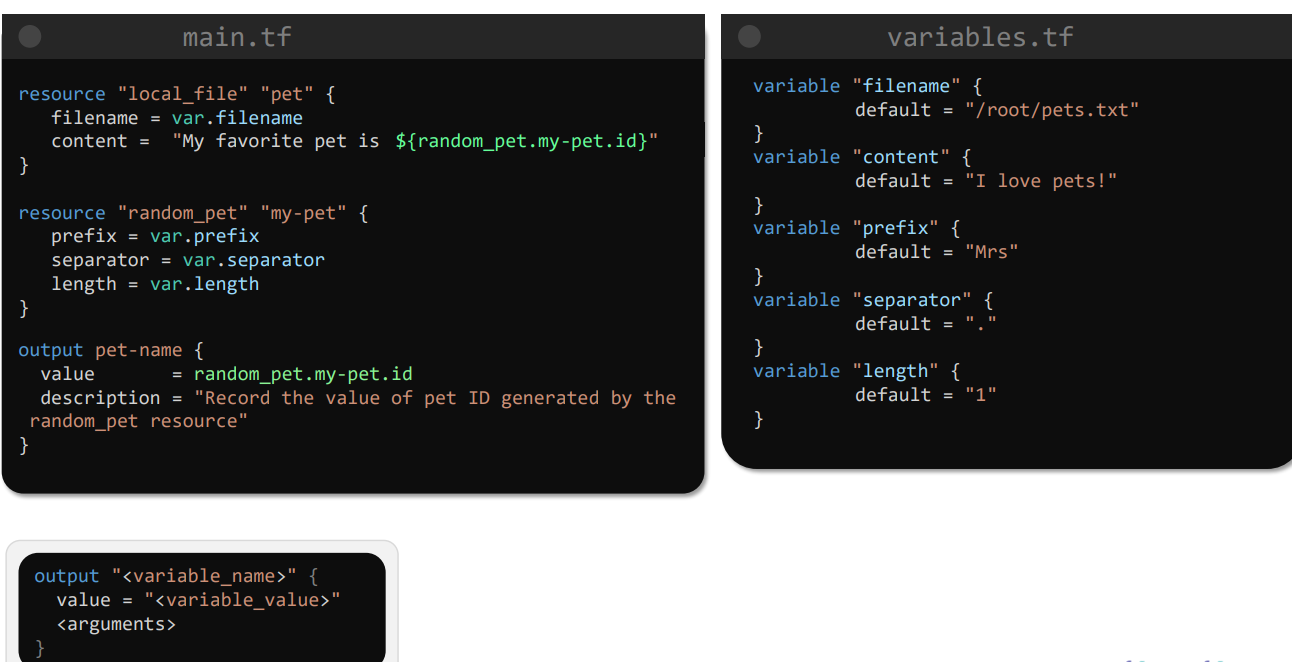 main.tf
resource "local_file" "pet" {
   filename = var.filename
   content =  "My favorite pet is ${random_pet.my-pet.id}"
}
resource "random_pet" "my-pet" {
   prefix = var.prefix
   separator = var.separator
   length = var.length
}
output pet-name {
  value       = random_pet.my-pet.id
  description = "Record the value of pet ID generated by the
 random_pet resource"
}
variables.tf
variable "filename" {
         default = "/root/pets.txt"
}
variable "content" {
         default = "I love pets!"
}
variable "prefix" {
         default = "Mrs"
}
variable "separator" {
         default = "."
}
variable "length" {
         default = "1"
}
output "<variable_name>" {
  value = "<variable_value>"
  <arguments>
}